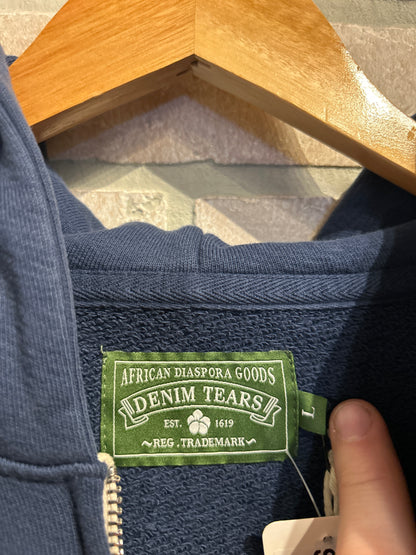 AFRICAN DIASPORA GOODS
DENIM TEARS
EST. 1619
~REG . TRADEMARK~
L